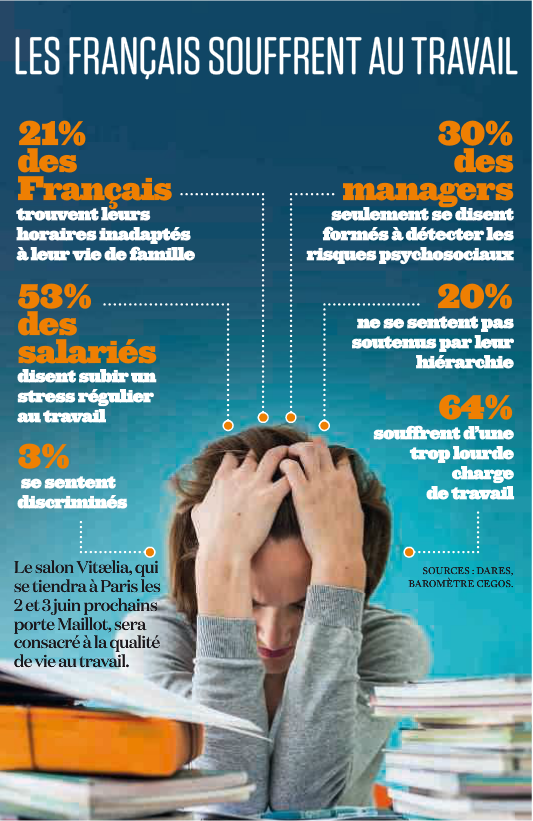 LES FRANÇAIS SOUFFRENT AU TRAVAIL
21%
des
Français
trouvent leurs
horaires inadaptés
à leur vie de famille
53%
des
salariés
disent subir un
stress régulier
au travail
3%
se sentent
discriminés
Le salon Vitælia, qui
se tiendra à Paris les
2 et 3 juin prochains
porte Maillot, sera
consacré à la qualité
de vie au travail.
30%
des
managers
seulement se disent
formés à détecter les
risques psychosociaux
20%
ne se sentent pas
soutenus par leur
hiérarchie
64%
souffrent d'une
trop lourde
charge
de travail
SOURCES : DARES,
BAROMÈTRE CEGOS.